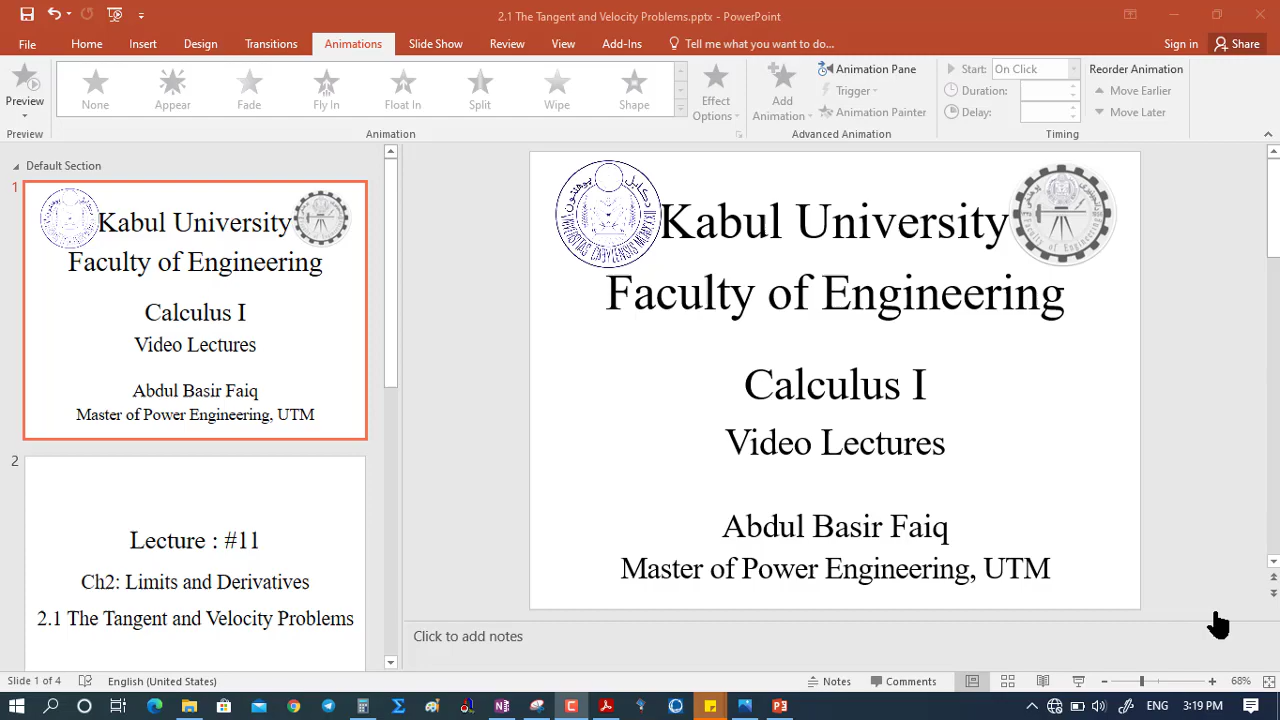 2.1 The Tangent and Velocity Problems.pptx - PowerPoint
File Home Insert Design Transitions Animations Slide Show Review View Add-Ins Tell me what you want to do... Sign in Share
Preview
None Appear Fade Fly In Float In Split Wipe Shape
Effect Options
Add Animation
Animation Pane
Trigger
Animation Painter
Start: On Click
Duration:
Delay:
Reorder Animation
Move Earlier
Move Later
Preview Animation Advanced Animation Timing
Default Section
1
Kabul University
Faculty of Engineering
Calculus I
Video Lectures
Abdul Basir Faiq
Master of Power Engineering, UTM
2
Lecture : #11
Ch2: Limits and Derivatives
2.1 The Tangent and Velocity Problems
Kabul University
Faculty of Engineering
Calculus I
Video Lectures
Abdul Basir Faiq
Master of Power Engineering, UTM
Click to add notes
Slide 1 of 4 English (United States) Notes Comments 68%
ENG 3:19 PM